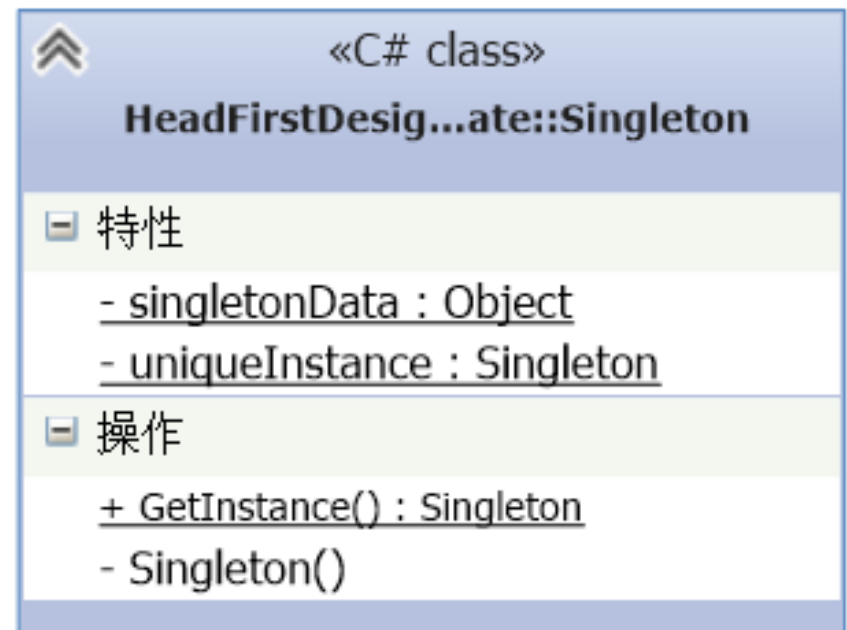 «C# class»
HeadFirstDesig...ate::Singleton
特性
- singletonData : Object
- uniqueInstance : Singleton
操作
+ GetInstance() : Singleton
- Singleton()